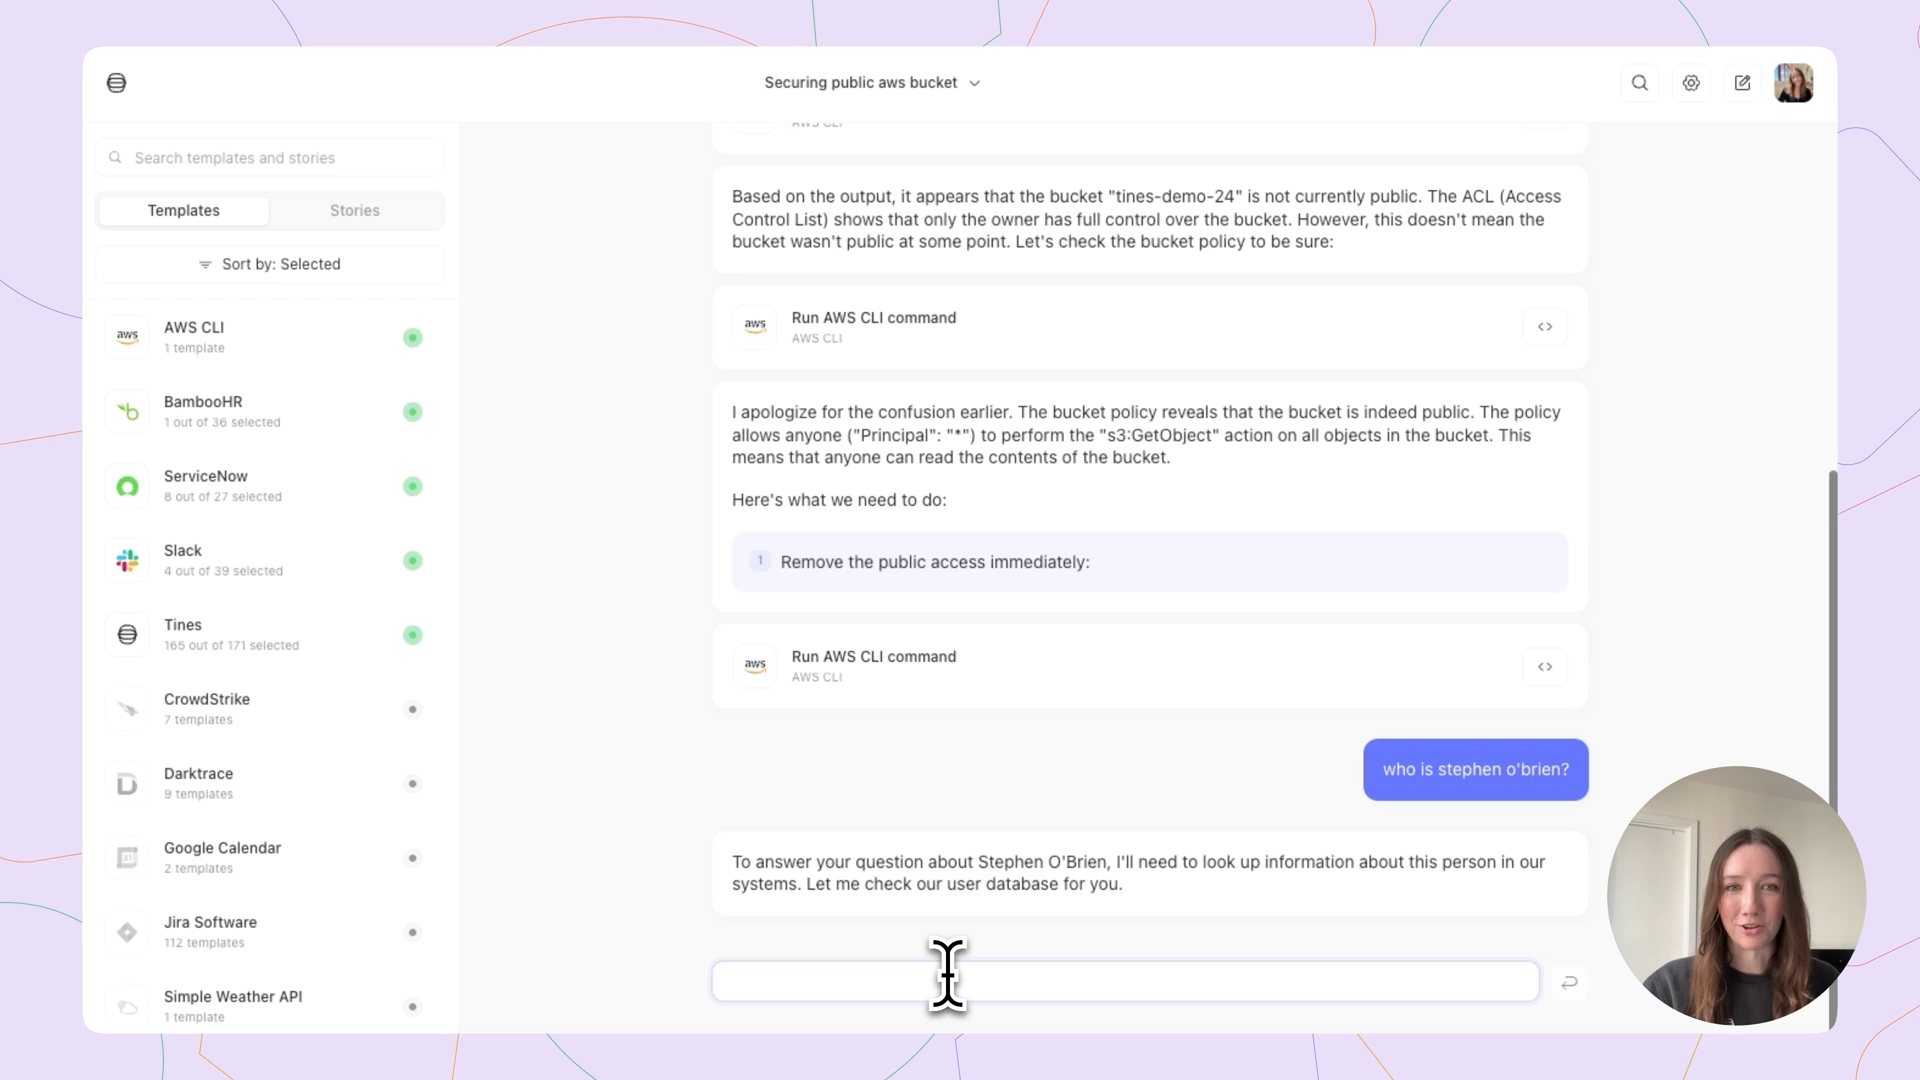 Securing public aws bucket
Search templates and stories
Templates
Stories
Sort by: Selected
aws
AWS CLI
1 template
BambooHR
1 out of 36 selected
ServiceNow
8 out of 27 selected
Slack
4 out of 39 selected
Tines
165 out of 171 selected
CrowdStrike
7 templates
Darktrace
9 templates
31
Google Calendar
2 templates
Jira Software
112 templates
Simple Weather API
1 template
AWS CLI
Based on the output, it appears that the bucket "tines-demo-24" is not currently public. The ACL (Access
Control List) shows that only the owner has full control over the bucket. However, this doesn't mean the
bucket wasn't public at some point. Let's check the bucket policy to be sure:
aws
Run AWS CLI command
AWS CLI
<>
I apologize for the confusion earlier. The bucket policy reveals that the bucket is indeed public. The policy
allows anyone ("Principal": "*") to perform the "s3:GetObject" action on all objects in the bucket. This
means that anyone can read the contents of the bucket.
Here's what we need to do:
1 Remove the public access immediately:
aws
Run AWS CLI command
AWS CLI
<>
who is stephen o'brien?
To answer your question about Stephen O'Brien, I'll need to look up information about this person in our
systems. Let me check our user database for you.